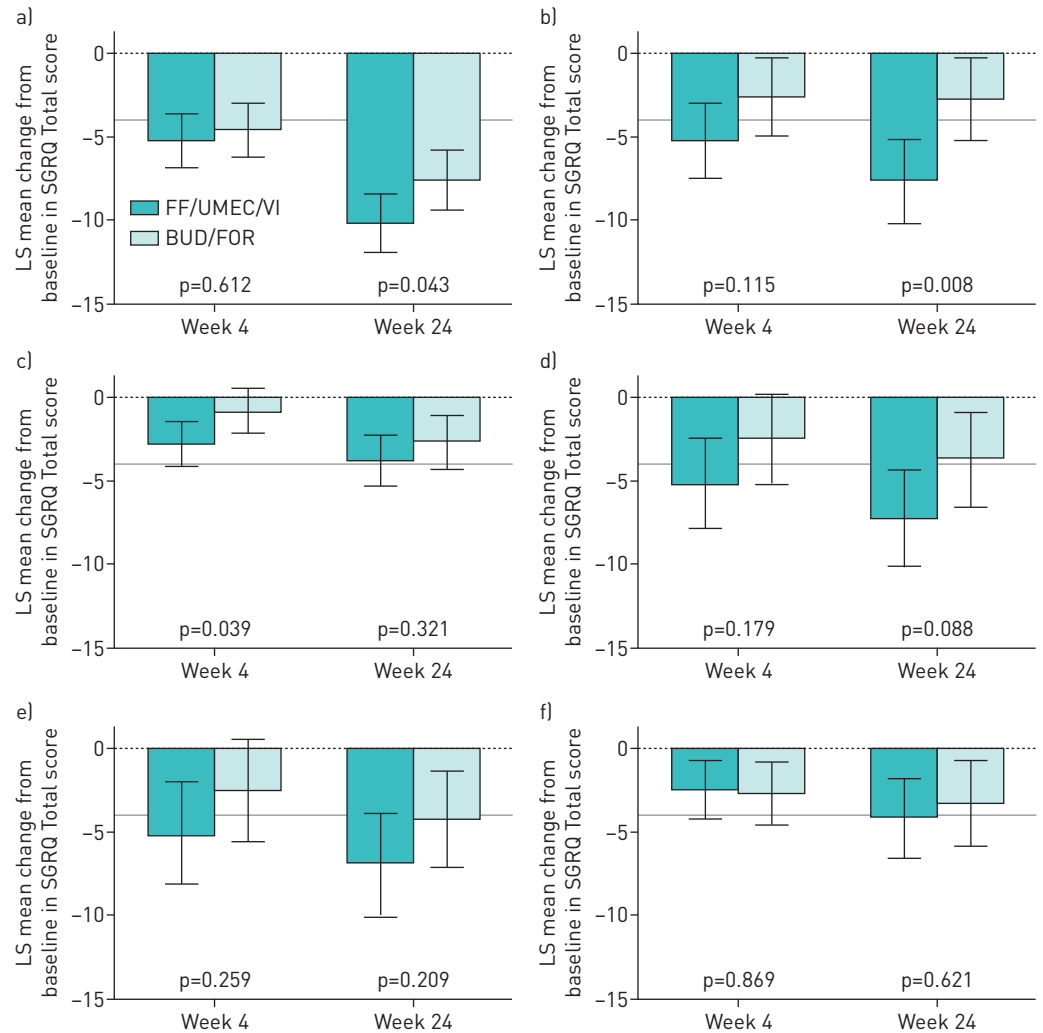 a)
LS mean change from
baseline in SGRQ Total score
0
−5
−10
−15
FF/UMEC/VI
BUD/FOR
p=0.612
p=0.043
Week 4
Week 24
b)
LS mean change from
baseline in SGRQ Total score
0
−5
−10
−15
p=0.115
p=0.008
Week 4
Week 24
c)
LS mean change from
baseline in SGRQ Total score
0
−5
−10
−15
p=0.039
p=0.321
Week 4
Week 24
d)
LS mean change from
baseline in SGRQ Total score
0
−5
−10
−15
p=0.179
p=0.088
Week 4
Week 24
e)
LS mean change from
baseline in SGRQ Total score
0
−5
−10
−15
p=0.259
p=0.209
Week 4
Week 24
f)
LS mean change from
baseline in SGRQ Total score
0
−5
−10
−15
p=0.869
p=0.621
Week 4
Week 24